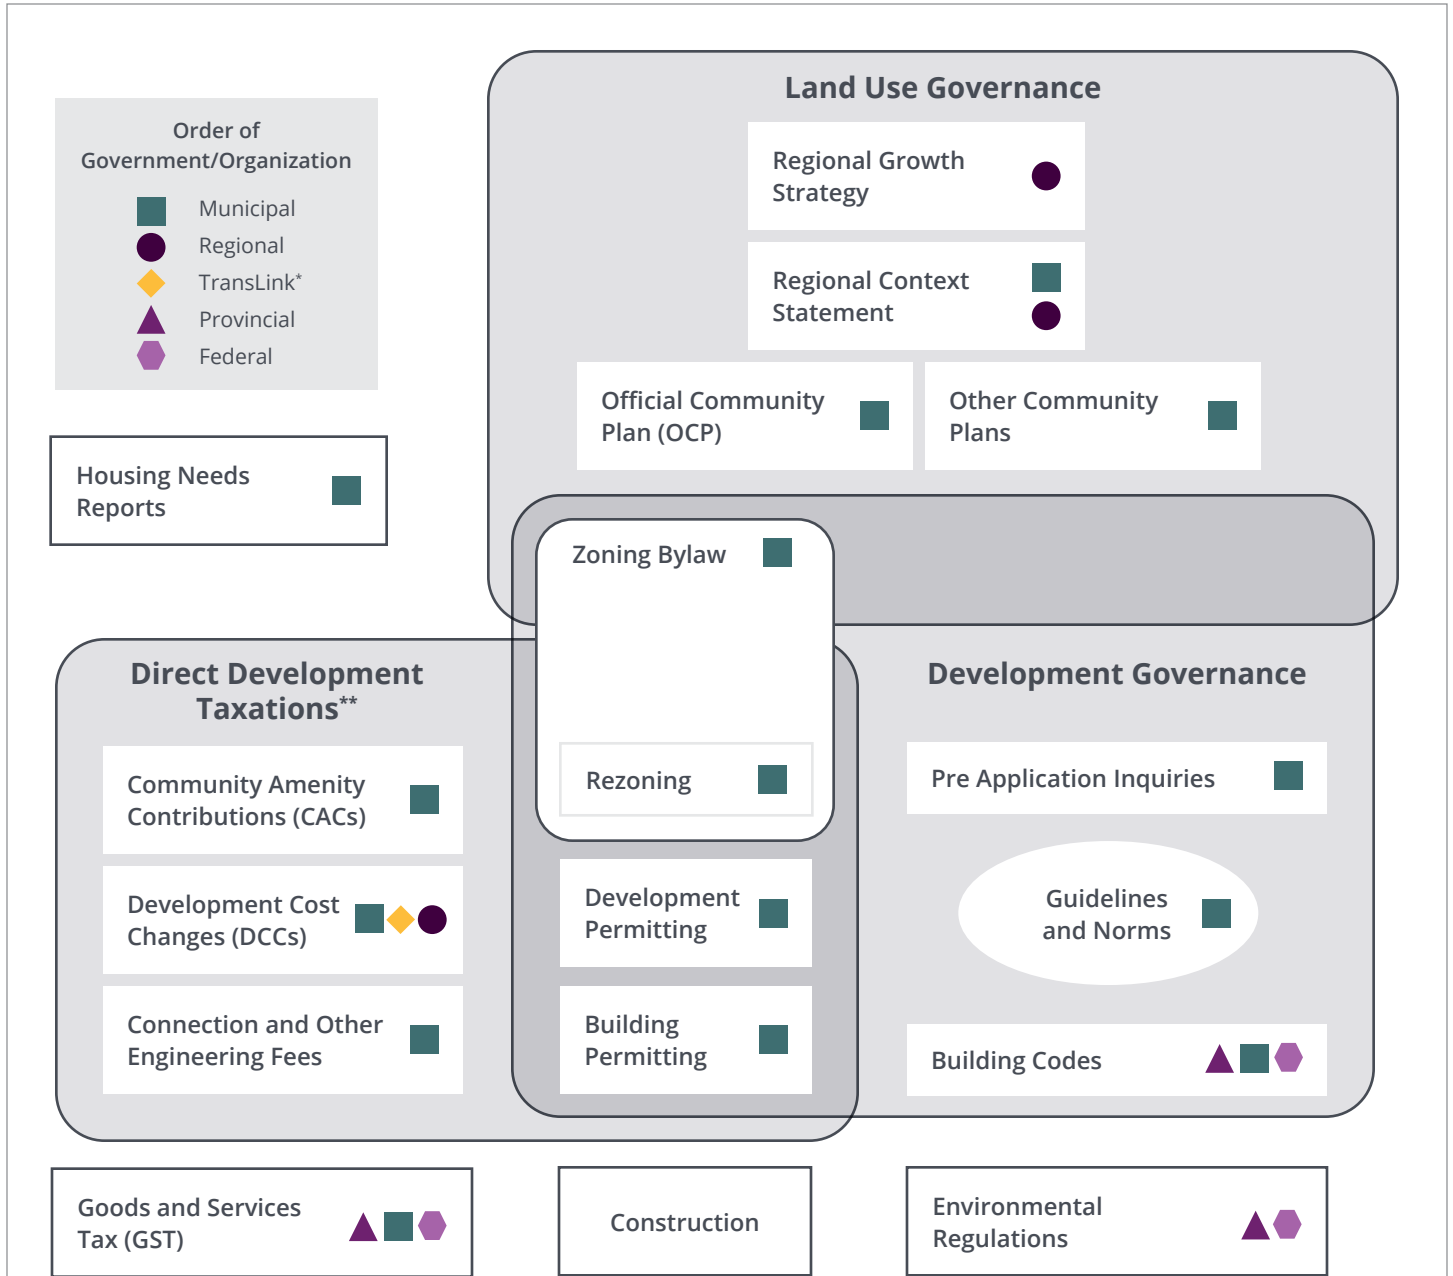 Land Use Governance
Order of
Government/Organization
Municipal
Regional
TransLink*
Provincial
Federal
Regional Growth
Strategy
Regional Context
Statement
Official Community
Plan (OCP)
Other Community
Plans
Housing Needs
Reports
Zoning Bylaw
Direct Development
Taxations**
Development Governance
Community Amenity
Contributions (CACs)
Rezoning
Pre Application Inquiries
Development Cost
Changes (DCCs)
Development
Permitting
Guidelines
and Norms
Connection and Other
Engineering Fees
Building
Permitting
Building Codes
Goods and Services
Tax (GST)
Construction
Environmental
Regulations